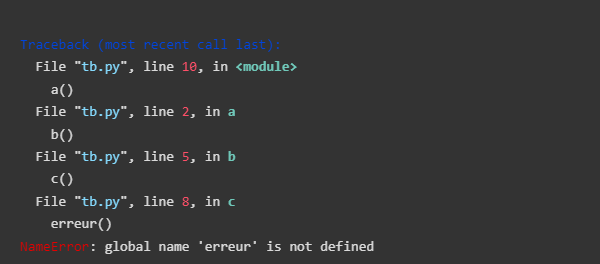 Traceback (most recent call last):
  File "tb.py", line 10, in <module>
    a()
  File "tb.py", line 2, in a
    b()
  File "tb.py", line 5, in b
    c()
  File "tb.py", line 8, in c
    erreur()
NameError: global name 'erreur' is not defined